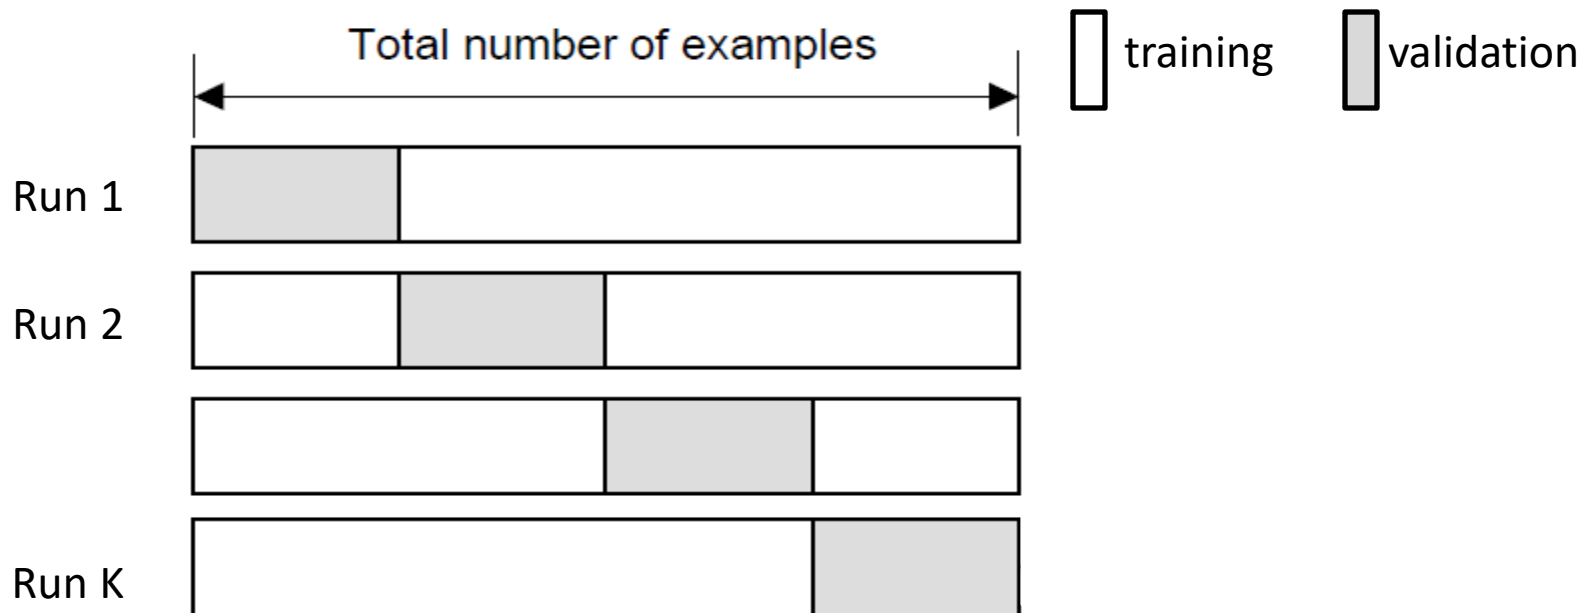 Total number of examples
training
validation
Run 1
Run 2
Run K